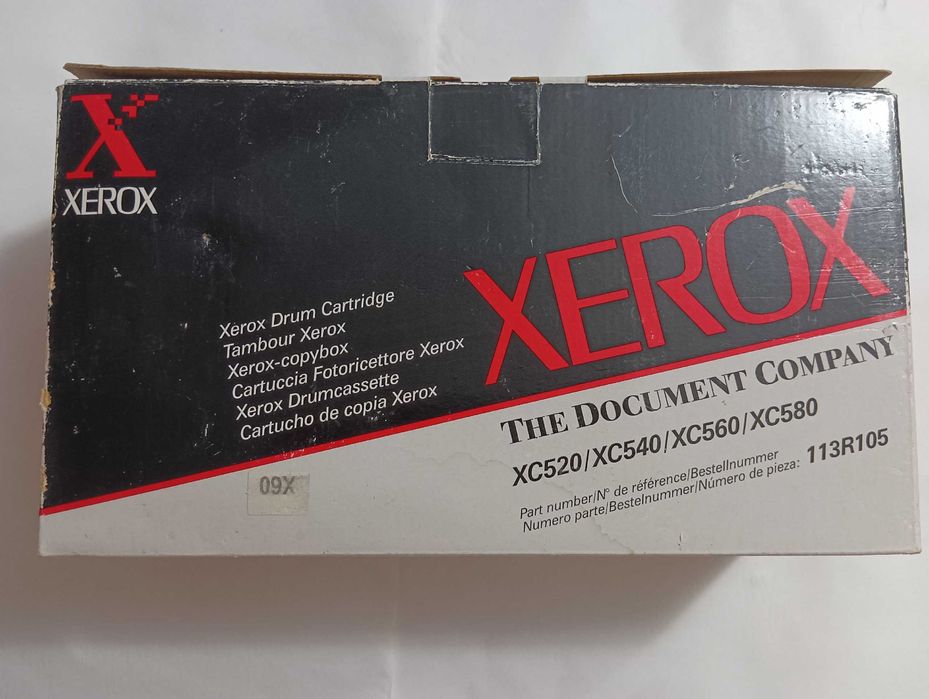 X
XEROX
XEROX
THE DOCUMENT COMPANY
Xerox Drum Cartridge
Tambour Xerox
Xerox-copybox
Cartuccia Fotoricettore Xerox
Xerox Drumcassette
Cartucho de copia Xerox
XC520/XC540/XC560/XC580
Part number/N° de référence/Bestellnummer
Numero parte/Bestelnummer/Número de pieza: 113R105
09X